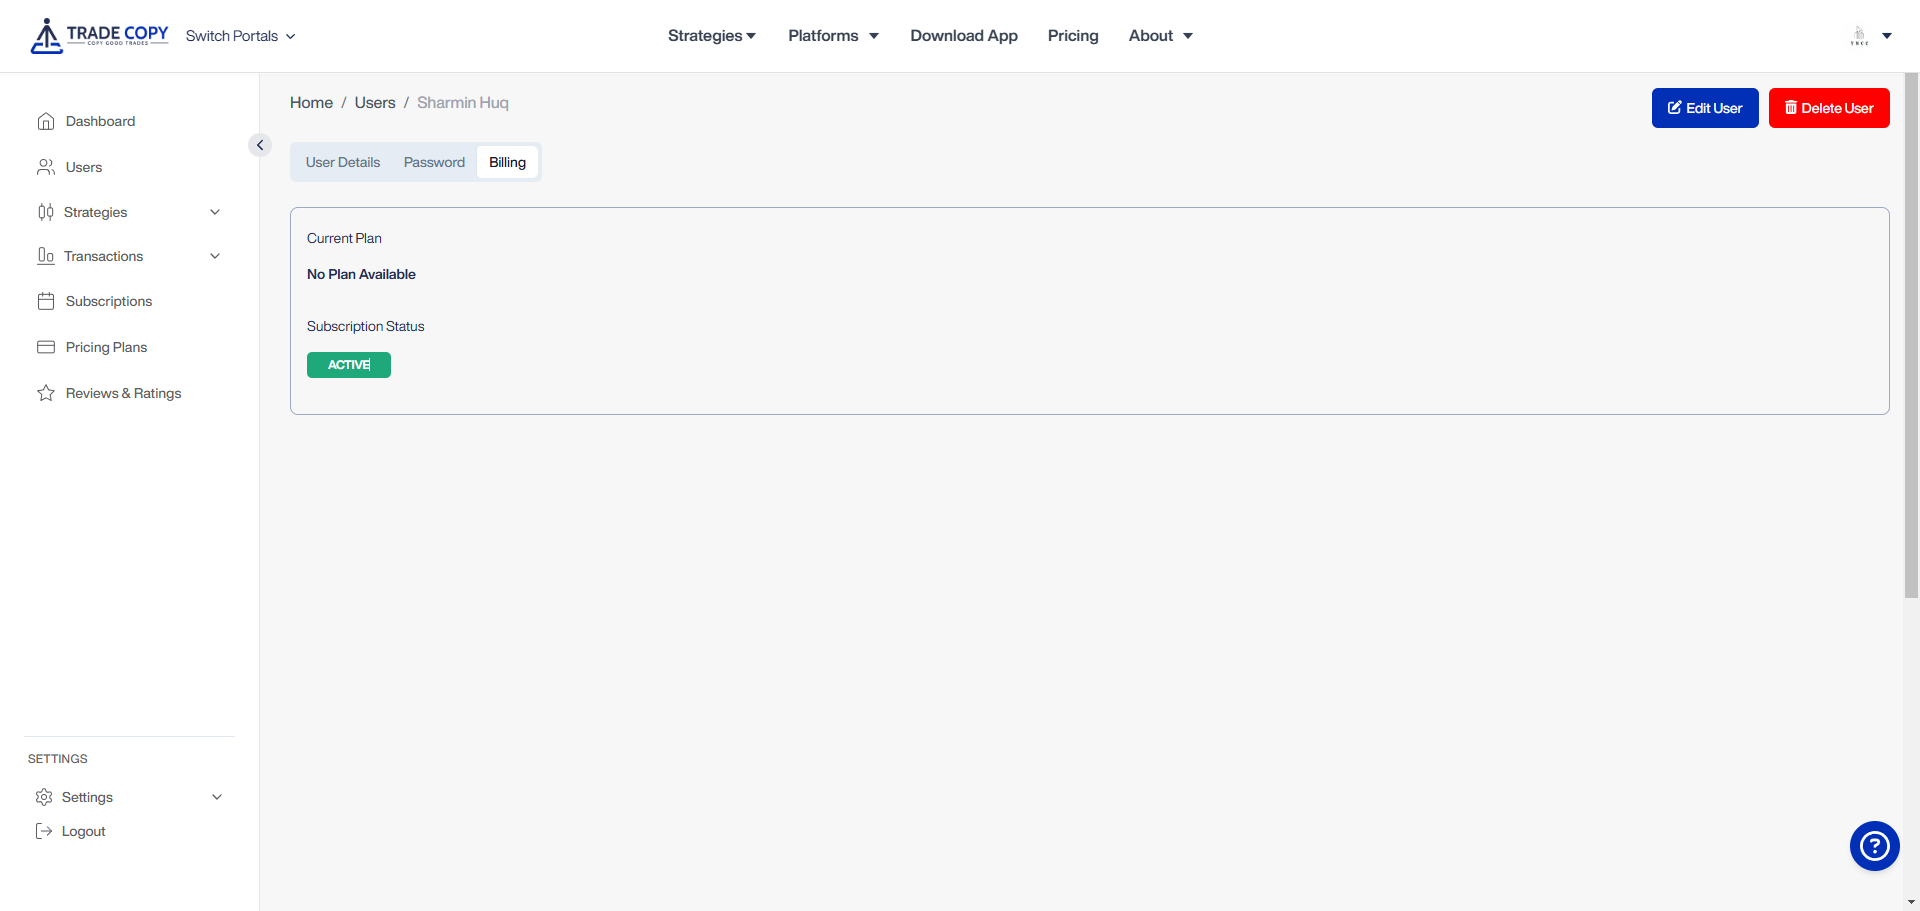 TRADE COPY
COPY GOOD TRADES
Switch Portals
Strategies
Platforms
Download App
Pricing
About
Dashboard
Users
Strategies
Transactions
Subscriptions
Pricing Plans
Reviews & Ratings
SETTINGS
Settings
Logout
Home / Users / Sharmin Huq
Edit User
Delete User
User Details
Password
Billing
Current Plan
No Plan Available
Subscription Status
ACTIVE
?